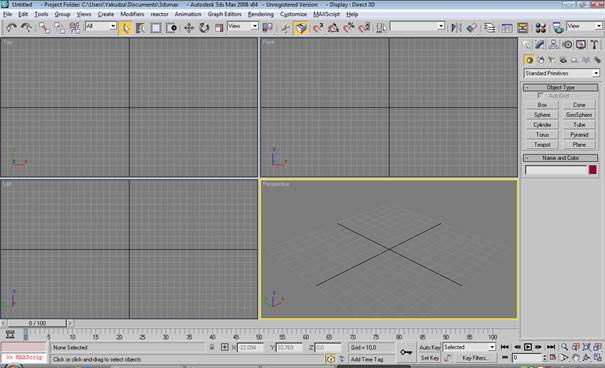 Untitled - Project Folder: C:\Users\Yakudza\Documents\3dsmax - Autodesk 3ds Max 2008 x64 - Unregistered Version - Display : Direct 3D
File Edit Tools Group Views Create Modifiers reactor Animation Graph Editors Rendering Customize MAXScript Help
All View View
Top Front
Standard Primitives
- Object Type
AutoGrid
Box Cone
Sphere GeoSphere
Cylinder Tube
Torus Pyramid
Teapot Plane
- Name and Color
Left Perspective
0 / 100
0 5 10 15 20 25 30 35 40 45 50 55 60 65 70 75 80 85 90 95 100
None Selected X: -22,094 Y: 33,769 Z: 0,0 Grid = 10,0 Auto Key Selected
>> MAXScrip Click or click-and-drag to select objects Add Time Tag Set Key Key Filters... 0